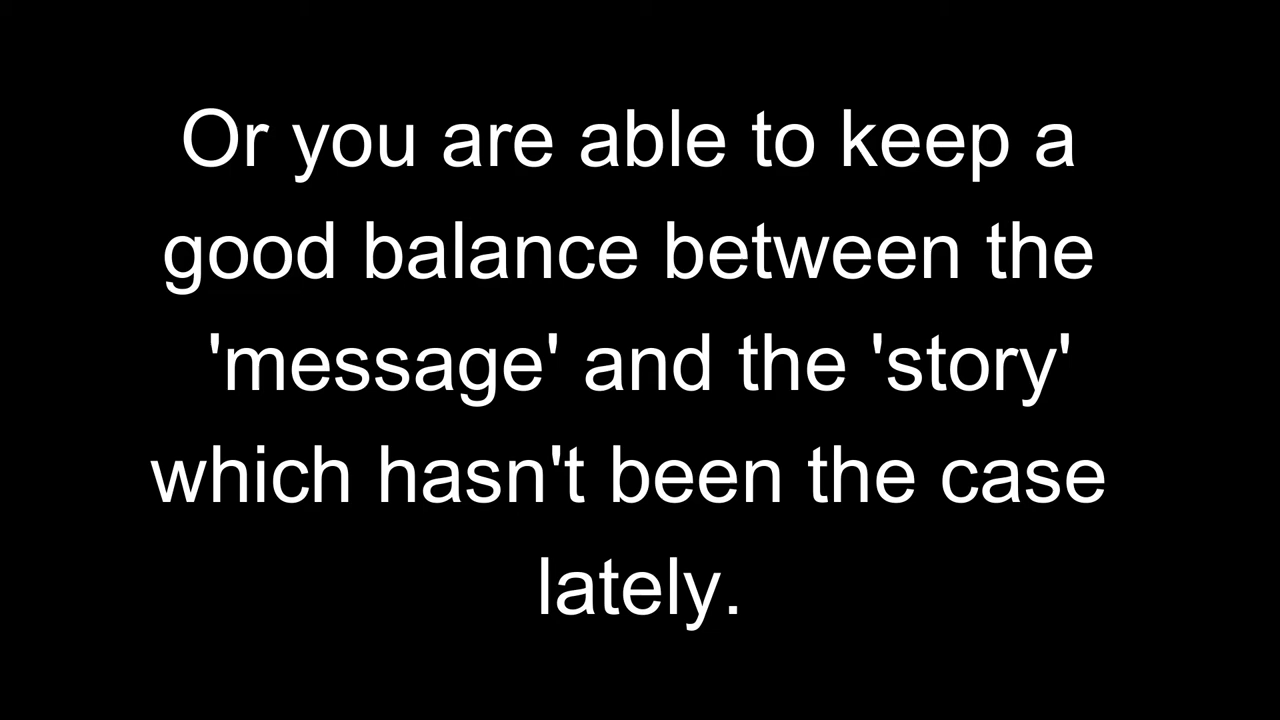 Or you are able to keep a
good balance between the
'message' and the 'story'
which hasn't been the case
lately.